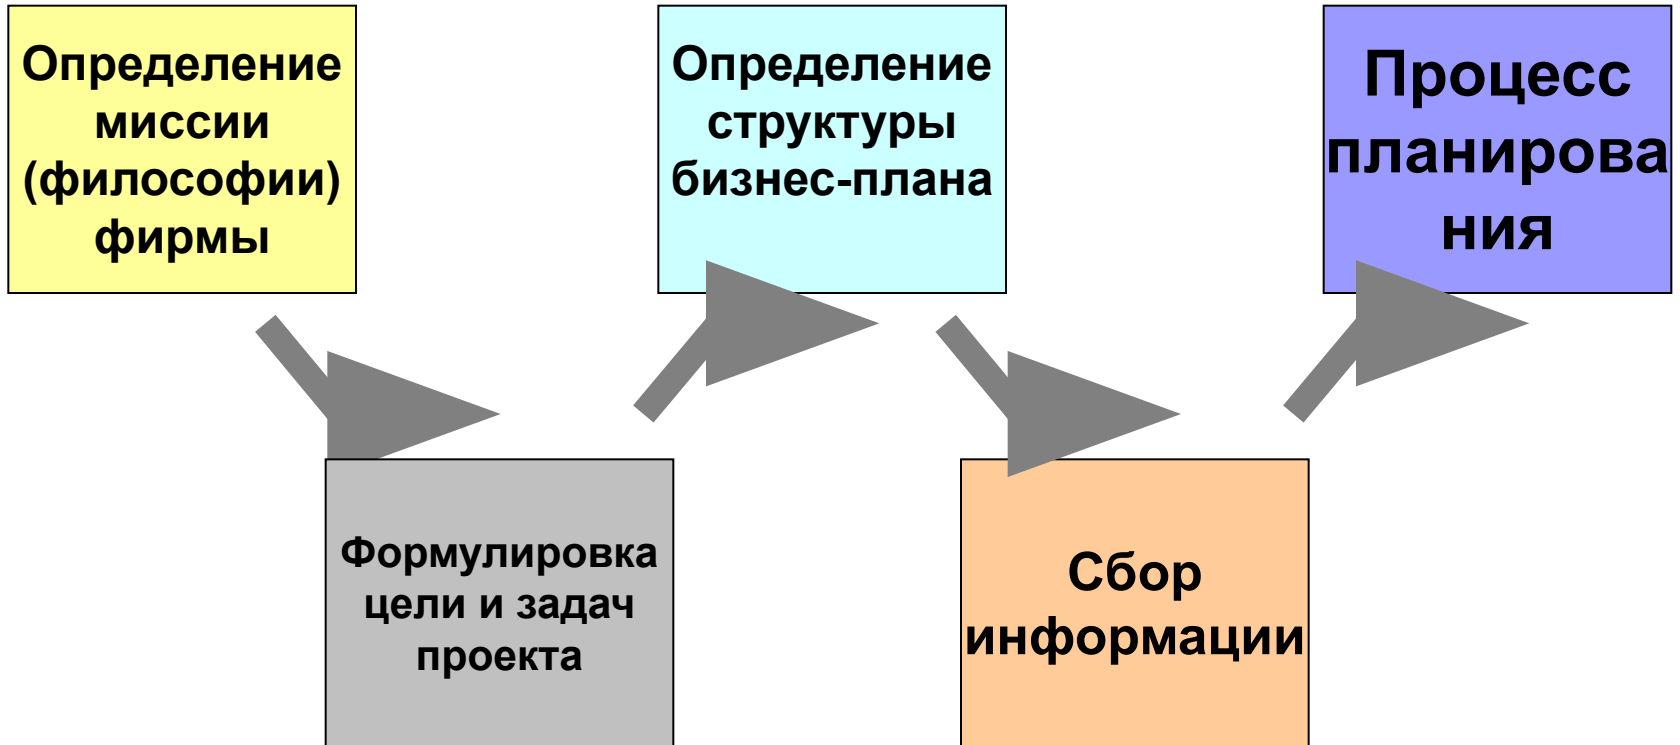 Определение
миссии
(философии)
фирмы
Формулировка
цели и задач
проекта
Определение
структуры
бизнес-плана
Сбор
информации
Процесс
планирова
ния